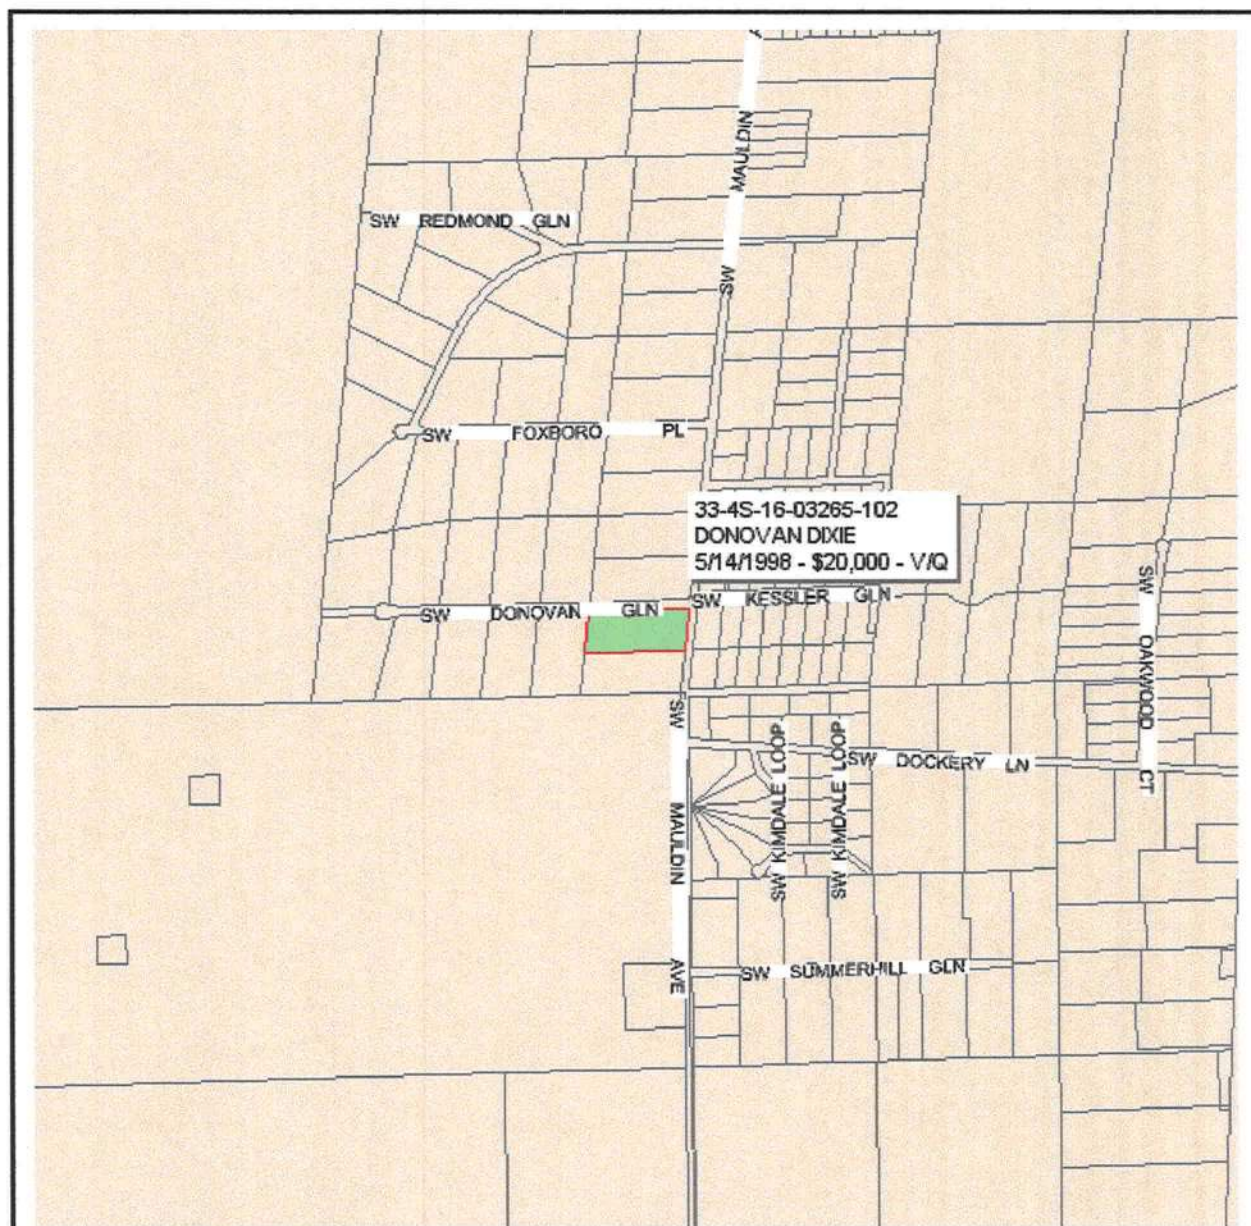 MAULDIN
SW
SW REDMOND GLN
SW FOXBORO PL
33-4S-16-03265-102
DONOVAN DIXIE
5/14/1998 - $20,000 - V/Q
SW DONOVAN GLN
SW KESSLER GLN
SW OAKWOOD CT
SW MAULDIN AVE
SW KIMDALE LOOP
SW KIMDALE LOOP
SW DOCKERY LN
SW SUMMERHILL GLN